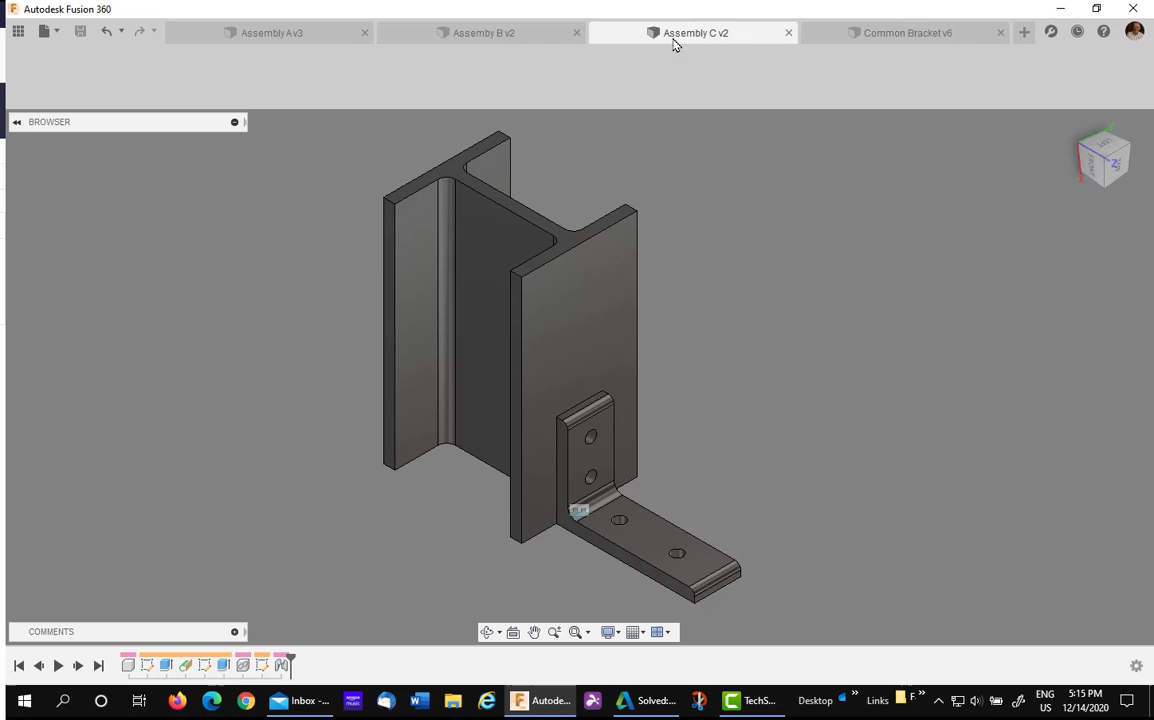 Autodesk Fusion 360
Assembly A v3
Assemby B v2
Assembly C v2
Common Bracket v6
BROWSER
LEFT
Z
COMMENTS
Inbox -...
Autode...
Solved:...
TechS...
Desktop
Links
F...
ENG
US
5:15 PM
12/14/2020